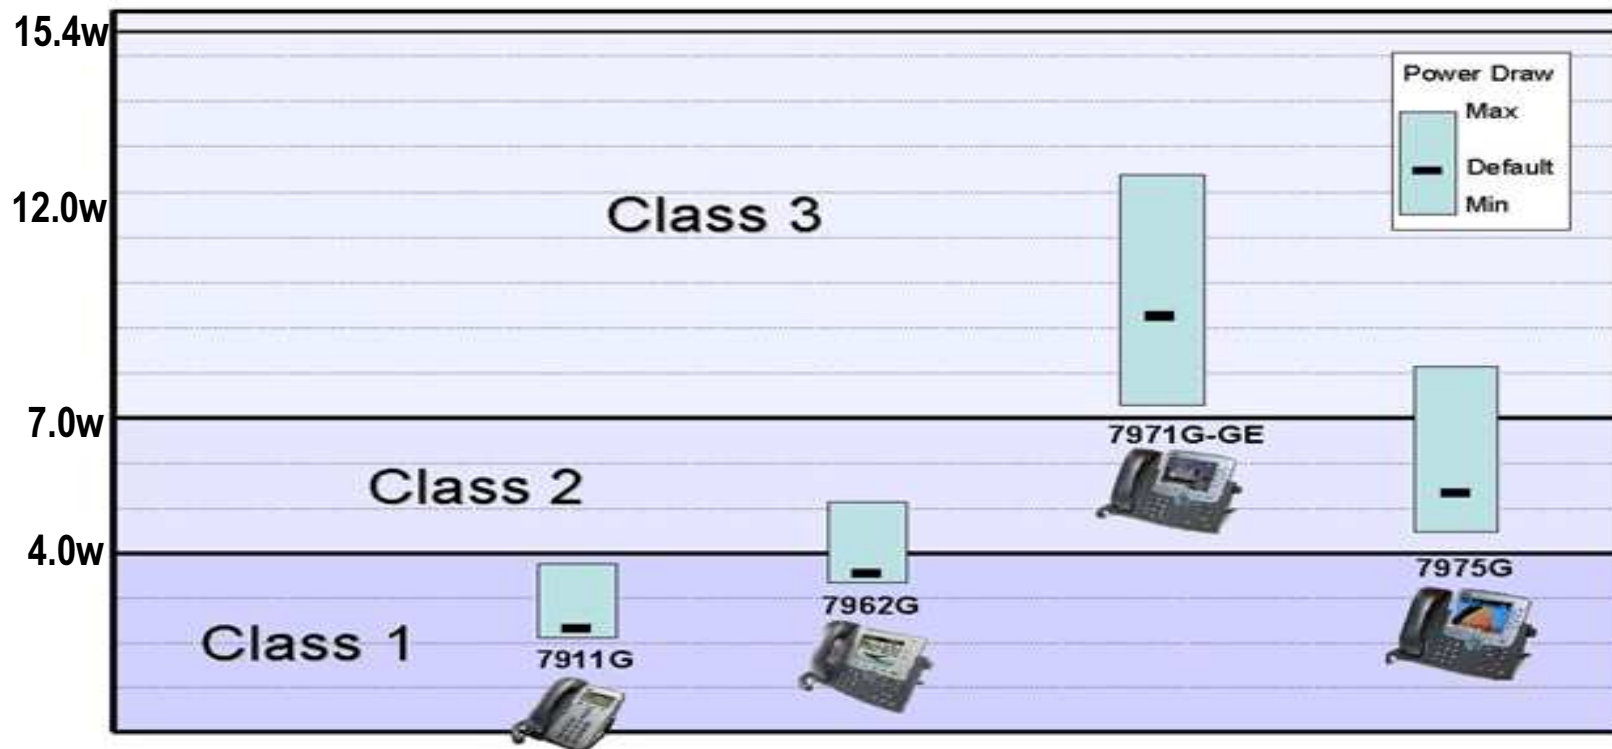 15.4w
Power Draw
Max
Default
Min
12.0w
Class 3
7.0w
7971G-GE
Class 2
4.0w
7975G
7962G
Class 1
7911G